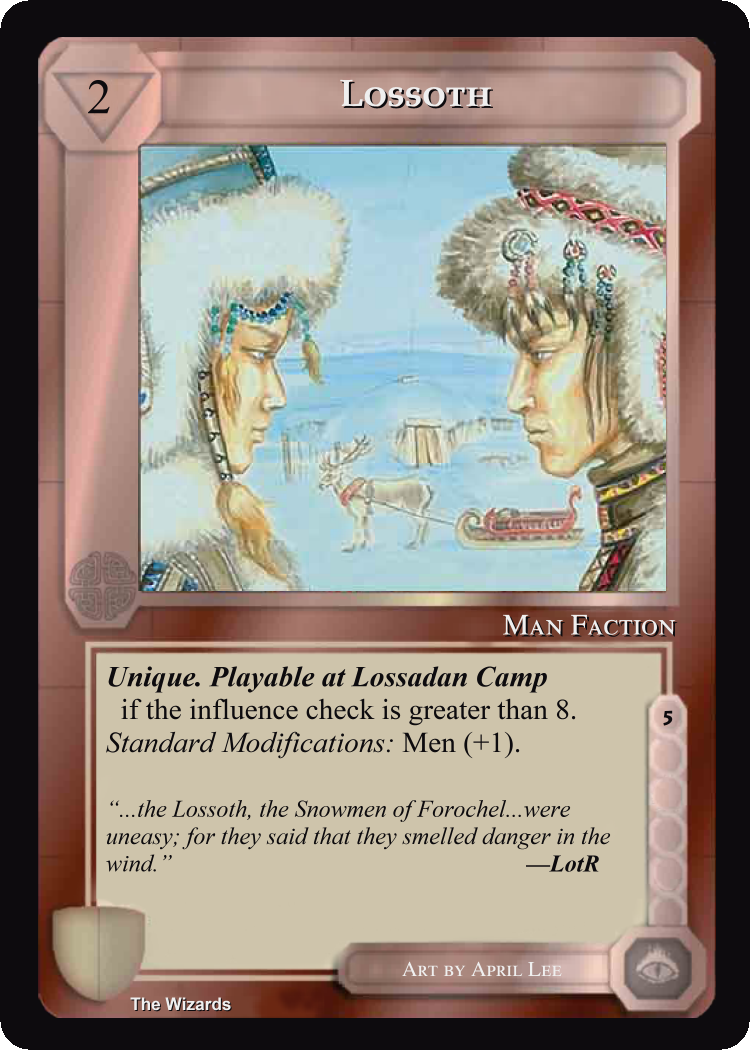 2
Lossoth
Man Faction
Unique. Playable at Lossadan Camp
if the influence check is greater than 8.
Standard Modifications: Men (+1).
5
“...the Lossoth, the Snowmen of Forochel...were
uneasy; for they said that they smelled danger in the
wind.” —LotR
Art by April Lee
The Wizards